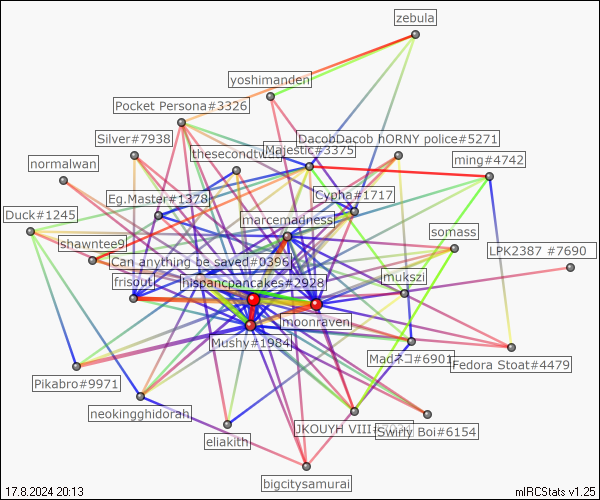 zebula
yoshimanden
Pocket Persona#3326
Silver#7938
DacobDacob hORNY police#5271
Majestic#3375
normalwan
ming#4742
Eg.Master#1378
Cypha#1717
Duck#1245
marcemadness
somass
shawntee9
LPK2387 #7690
Can anything be saved#0396
frisout
hispancpancakes#2928
mukszi
moonraven
Mushy#1984
Madネコ#6901
Fedora Stoat#4479
Pikabro#9971
neokingghidorah
JKOUYH VIII
Swirly Boi#6154
eliakith
bigcitysamurai
17.8.2024 20:13
mIRCStats v1.25